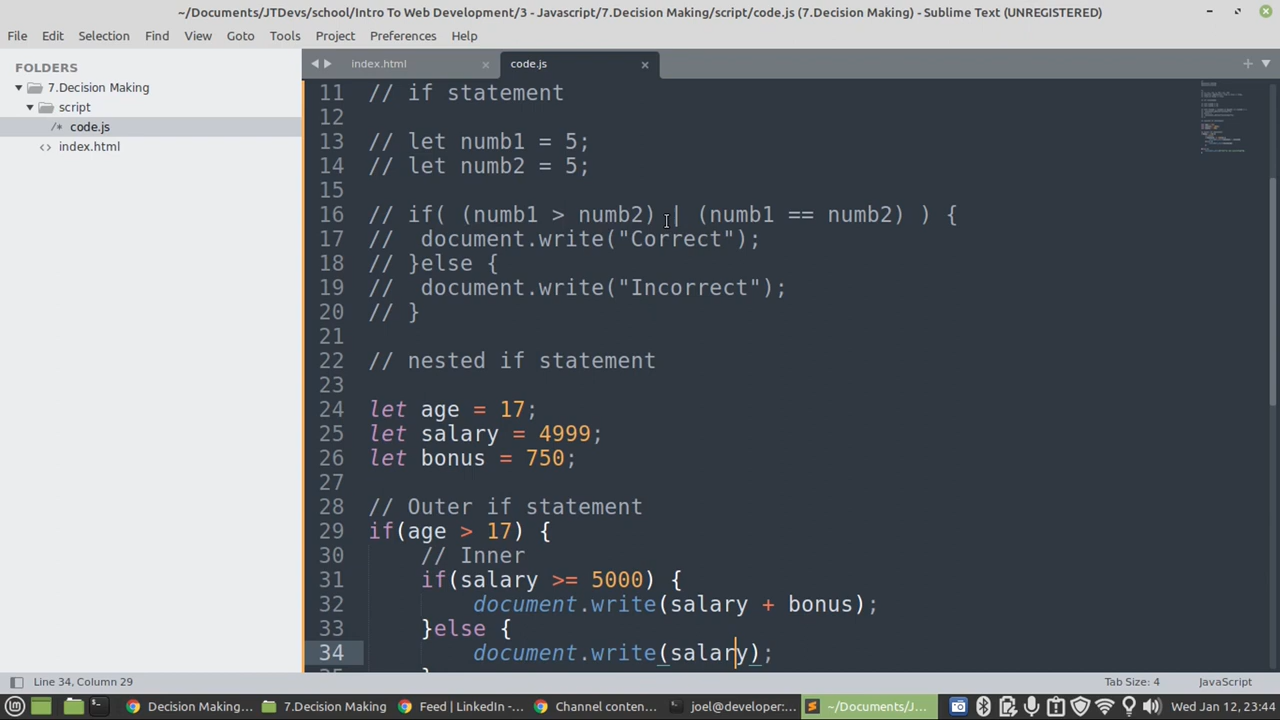 ~/Documents/JTDevs/school/Intro To Web Development/3 - Javascript/7.Decision Making/script/code.js (7.Decision Making) - Sublime Text (UNREGISTERED)
File Edit Selection Find View Goto Tools Project Preferences Help
FOLDERS
7.Decision Making
script
/* code.js
<> index.html
index.html × code.js ×
11 // if statement
12
13 // let numb1 = 5;
14 // let numb2 = 5;
15
16 // if( (numb1 > numb2) | (numb1 == numb2) ) {
17 //  document.write("Correct");
18 // }else {
19 //  document.write("Incorrect");
20 // }
21
22 // nested if statement
23
24 let age = 17;
25 let salary = 4999;
26 let bonus = 750;
27
28 // Outer if statement
29 if(age > 17) {
30     // Inner
31     if(salary >= 5000) {
32         document.write(salary + bonus);
33     }else {
34         document.write(salary);
Line 34, Column 29 Tab Size: 4 JavaScript
Decision Making... 7.Decision Making Feed | LinkedIn -... Channel conten... joel@developer:... ~/Documents/J... Wed Jan 12, 23:44